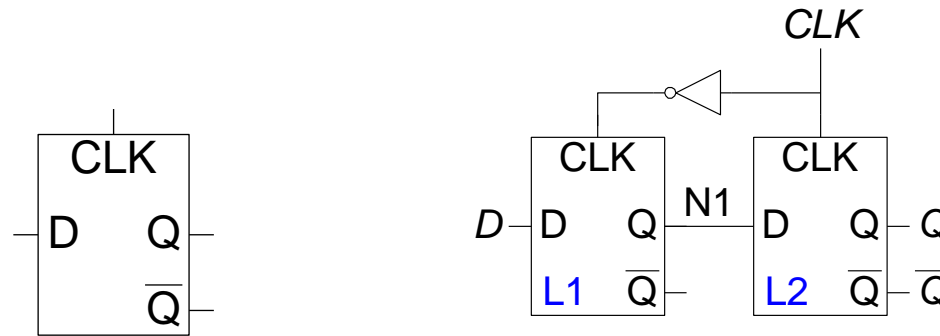 CLK
D Q
Q̅
CLK
CLK
CLK
N1
D D Q D Q Q
L1 Q̅ L2 Q̅ Q̅